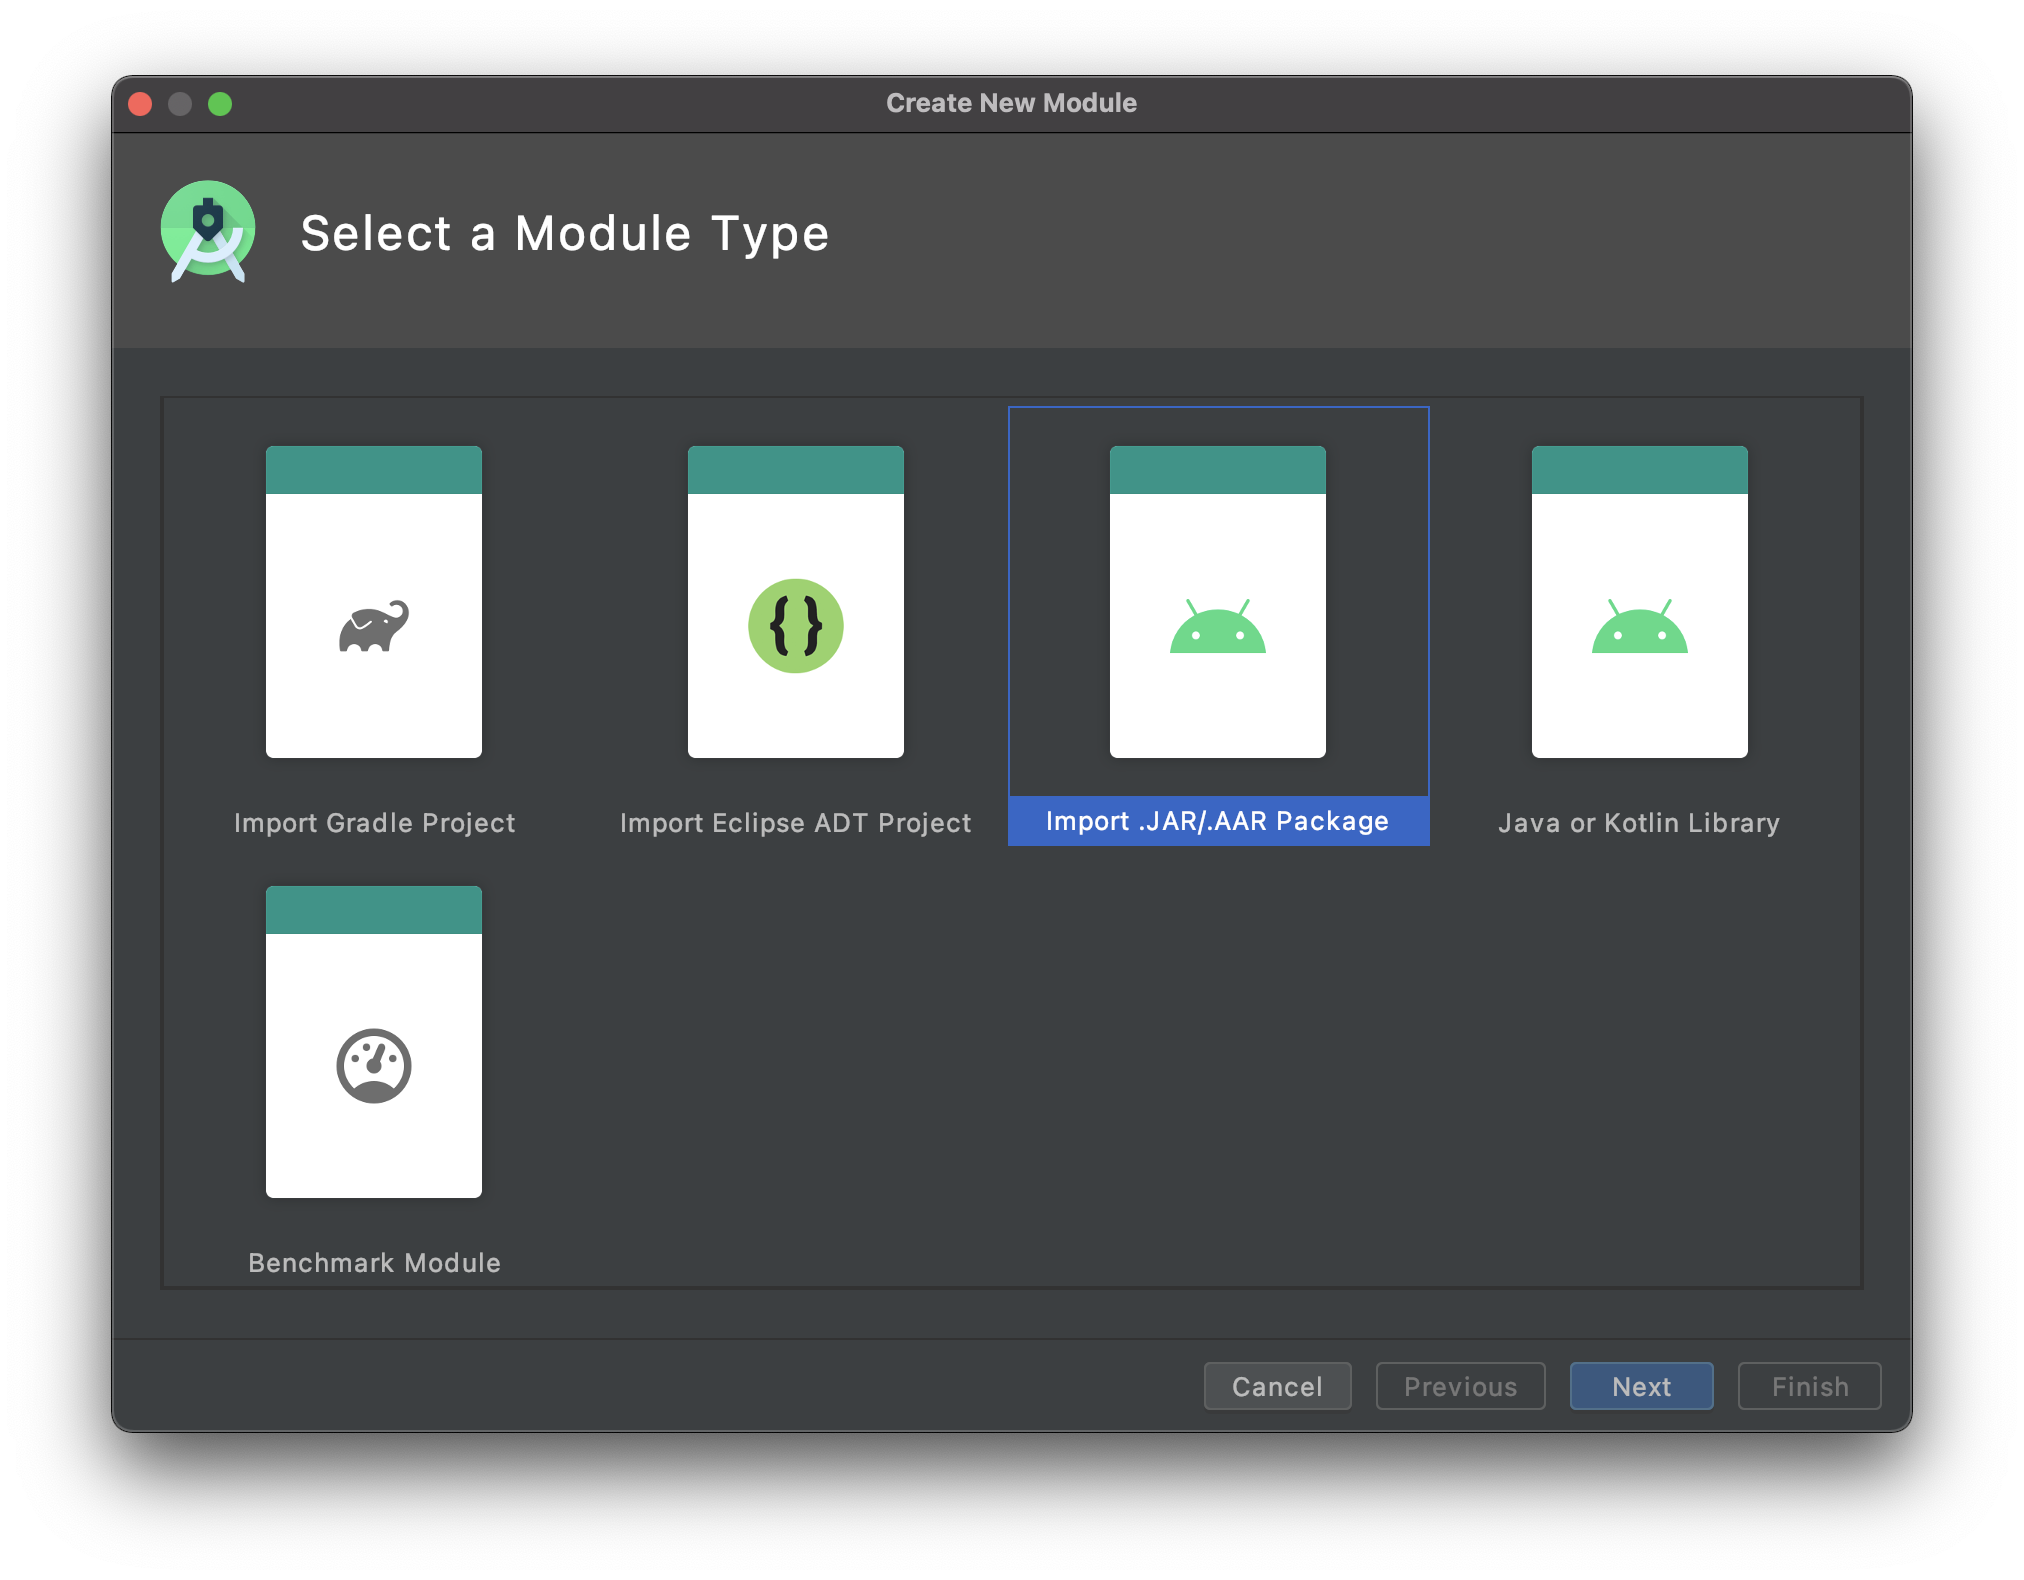 Create New Module
Select a Module Type
Import Gradle Project
Import Eclipse ADT Project
Import .JAR/.AAR Package
Java or Kotlin Library
Benchmark Module
Cancel
Previous
Next
Finish